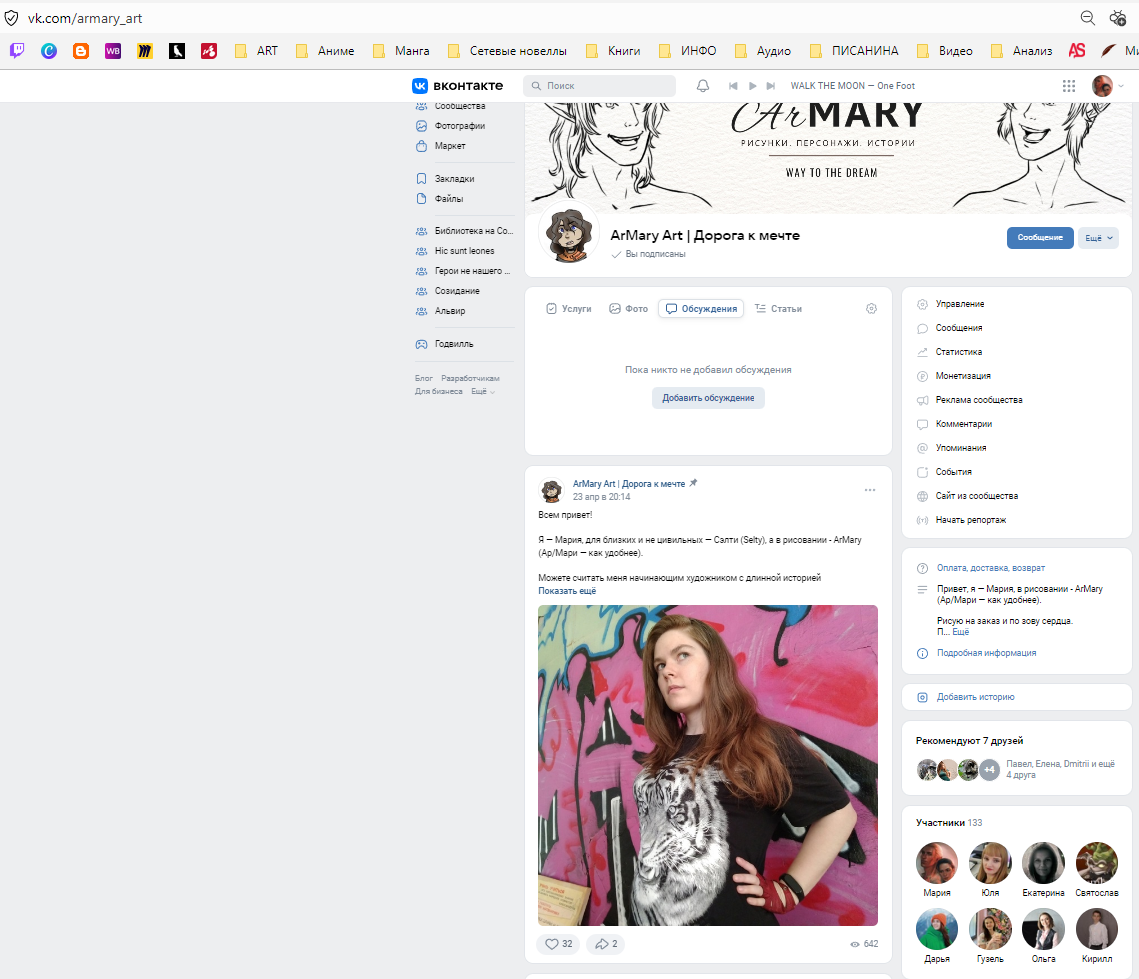 vk.com/armary_art
WB
ART
Аниме
Манга
Сетевые новеллы
Книги
ИНФО
Аудио
ПИСАНИНА
Видео
Анализ
AS
Ми
VK ВКОНТАКТЕ
Поиск
WALK THE MOON — One Foot
Сообщества
Фотографии
Маркет
Закладки
Файлы
Библиотека на Со...
Hic sunt leones
Герои не нашего ...
Созидание
Альвир
Годвилль
Блог Разработчикам
Для бизнеса Ещё
ArMARY
РИСУНКИ. ПЕРСОНАЖИ. ИСТОРИИ
WAY TO THE DREAM
ArMary Art | Дорога к мечте
Вы подписаны
Сообщение
Ещё
Услуги
Фото
Обсуждения
Статьи
Пока никто не добавил обсуждения
Добавить обсуждение
ArMary Art | Дорога к мечте
23 апр в 20:14
Всем привет!
Я — Мария, для близких и не цивильных — Сэлти (Selty), а в рисовании - ArMary
(Ар/Мари — как удобнее).
Можете считать меня начинающим художником с длинной историей
Показать ещё
32
2
642
Управление
Сообщения
Статистика
Монетизация
Реклама сообщества
Комментарии
Упоминания
События
Сайт из сообщества
Начать репортаж
Оплата, доставка, возврат
Привет, я — Мария, в рисовании - ArMary
(Ар/Мари — как удобнее).
Рисую на заказ и по зову сердца.
П... Ещё
Подробная информация
Добавить историю
Рекомендуют 7 друзей
+4
Павел, Елена, Dmitrii и ещё
4 друга
Участники 133
Мария
Юля
Екатерина
Святослав
Дарья
Гузель
Ольга
Кирилл